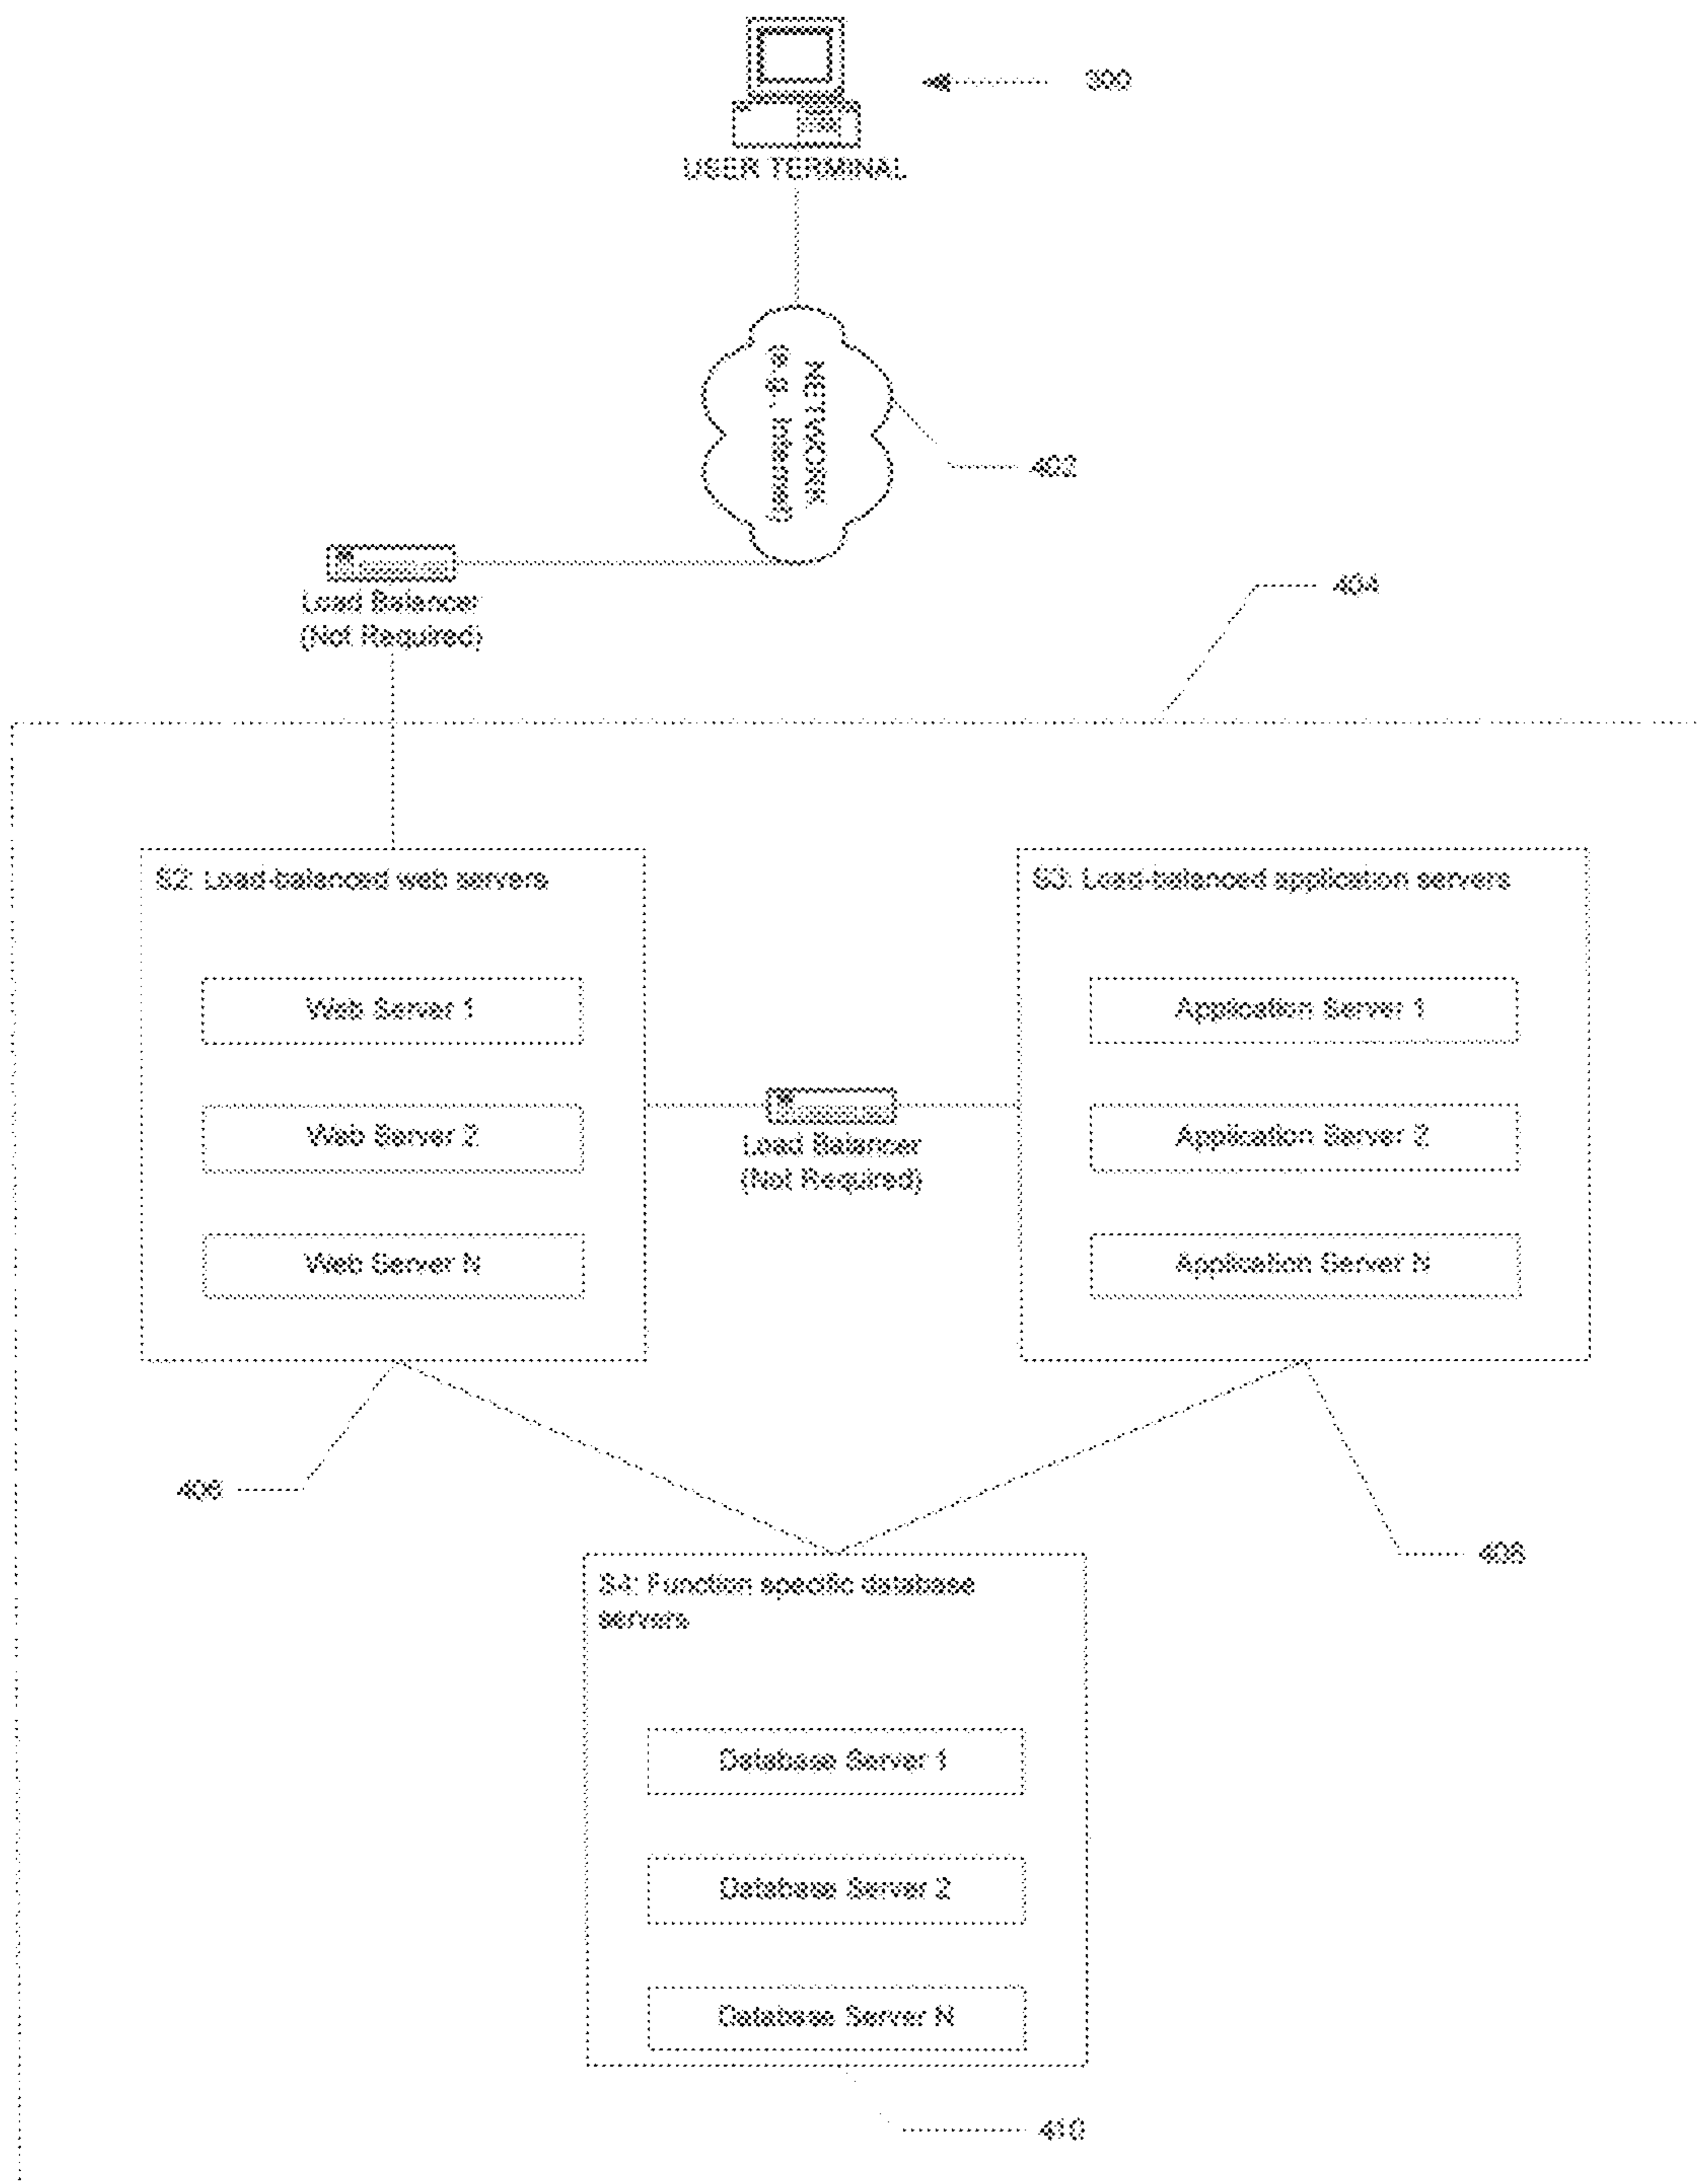 300
USER TERMINAL
NETWORK
(e.g., Internet)
402
Load Balancer
(Not Required)
404
S2: Load-balanced web servers
S3: Load-balanced application servers
Web Server 1
Application Server 1
Web Server 2
Load Balancer
(Not Required)
Application Server 2
Web Server N
Application Server N
406
408
S4: Function specific database
servers
Database Server 1
Database Server 2
Database Server N
410